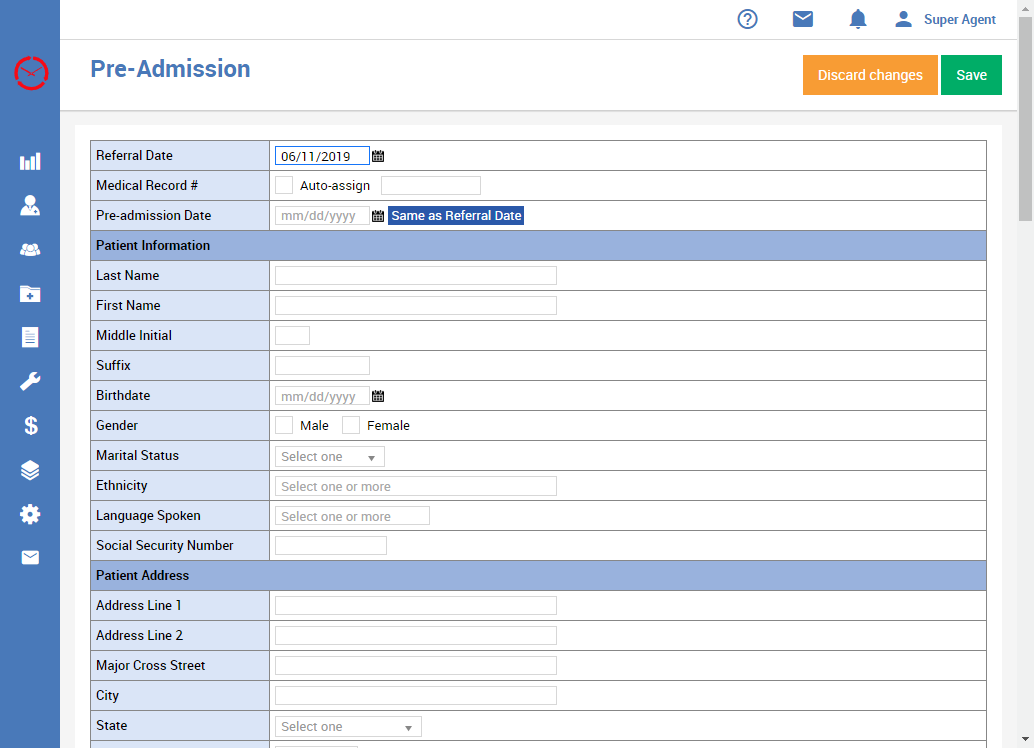 Super Agent
Pre-Admission
Discard changes
Save
Referral Date 06/11/2019
Medical Record # Auto-assign
Pre-admission Date mm/dd/yyyy Same as Referral Date
Patient Information
Last Name
First Name
Middle Initial
Suffix
Birthdate mm/dd/yyyy
Gender Male Female
Marital Status Select one
Ethnicity Select one or more
Language Spoken Select one or more
Social Security Number
Patient Address
Address Line 1
Address Line 2
Major Cross Street
City
State Select one